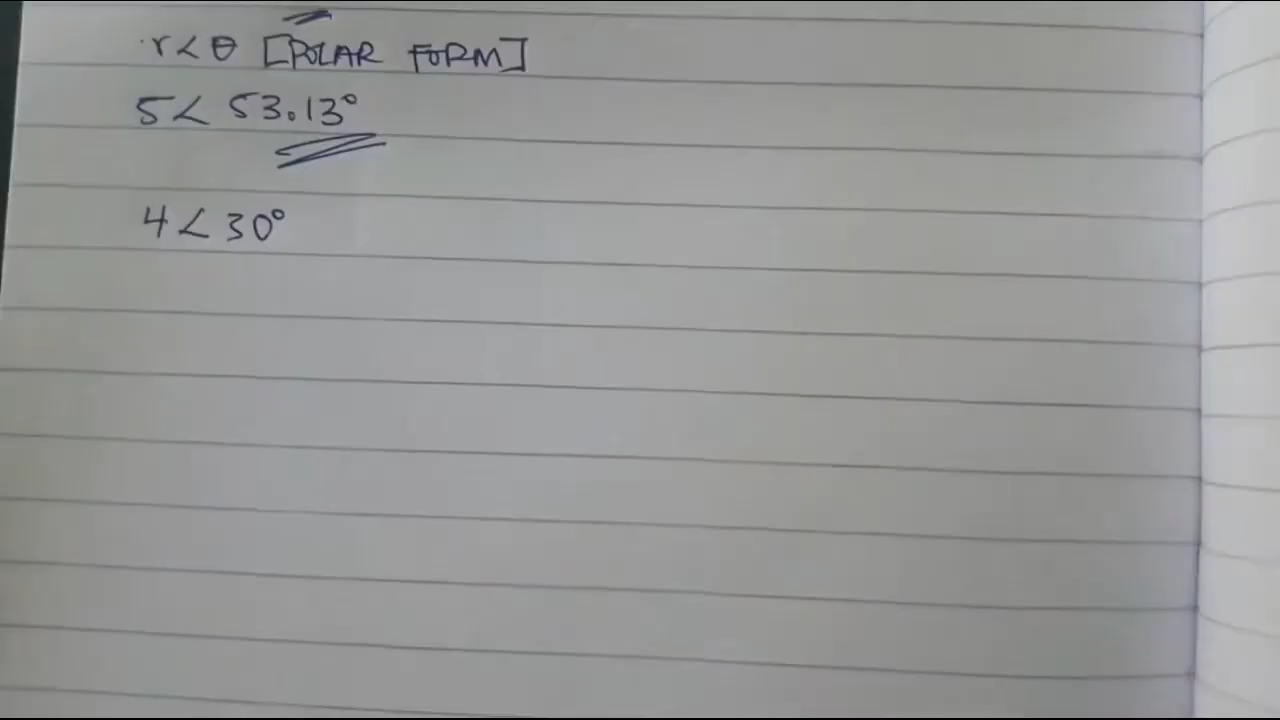 r < θ [POLAR FORM]
5 < 53.13°
4 < 30°